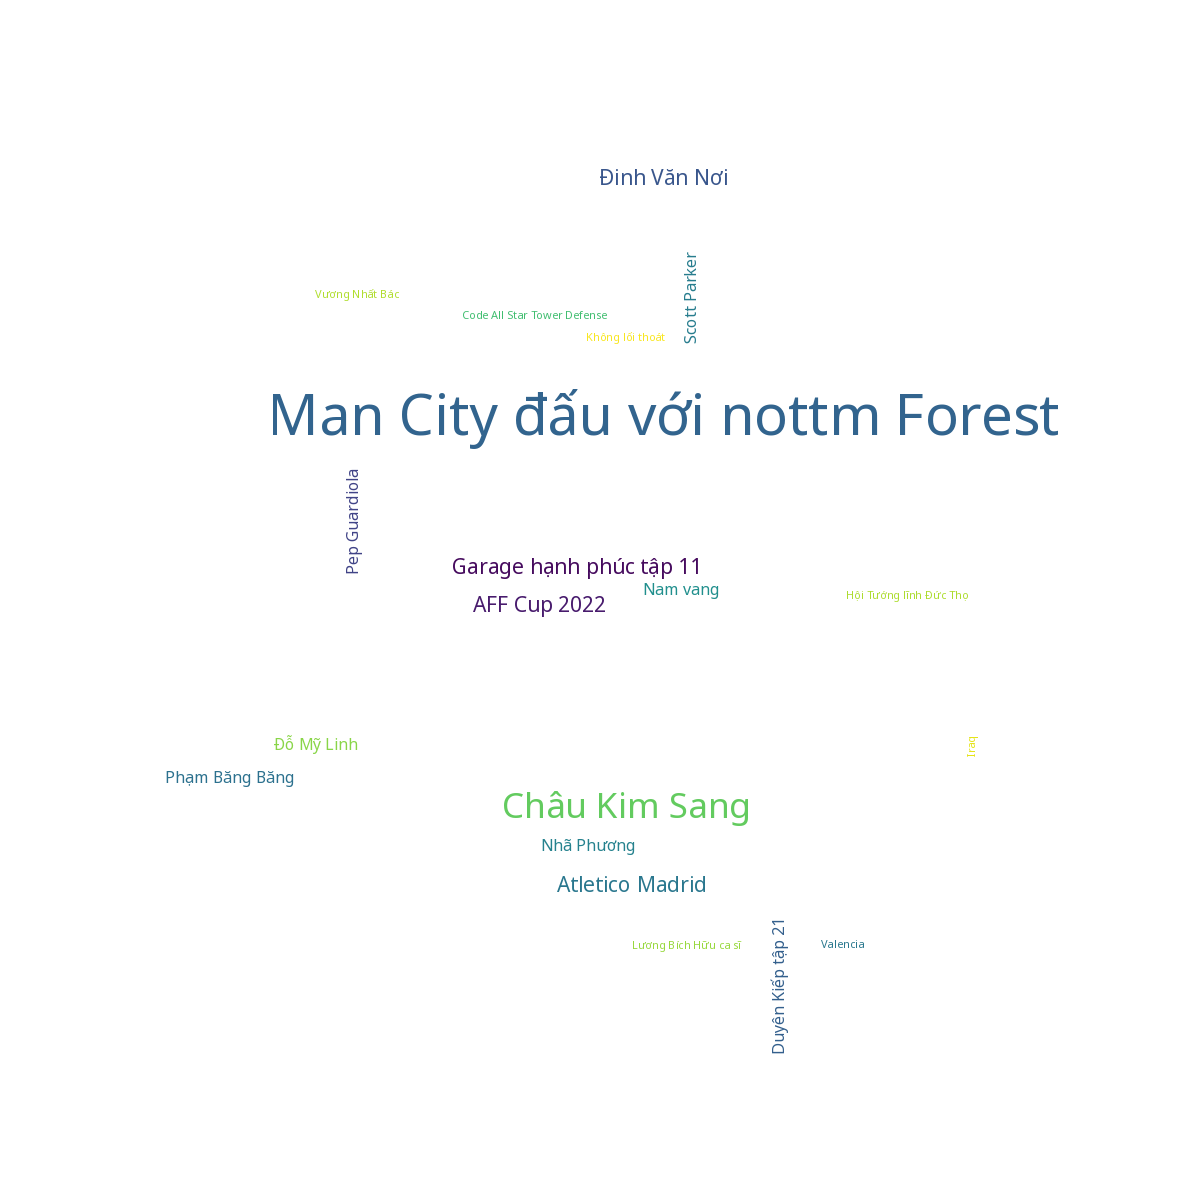 Đinh Văn Nơi
Scott Parker
Vương Nhất Bác
Code All Star Tower Defense
Không lối thoát
Man City đấu với nottm Forest
Pep Guardiola
Garage hạnh phúc tập 11
Nam vang
Hội Tướng lĩnh Đức Thọ
AFF Cup 2022
Đỗ Mỹ Linh
Iraq
Phạm Băng Băng
Châu Kim Sang
Nhã Phương
Atletico Madrid
Duyên Kiếp tập 21
Lương Bích Hữu ca sĩ
Valencia